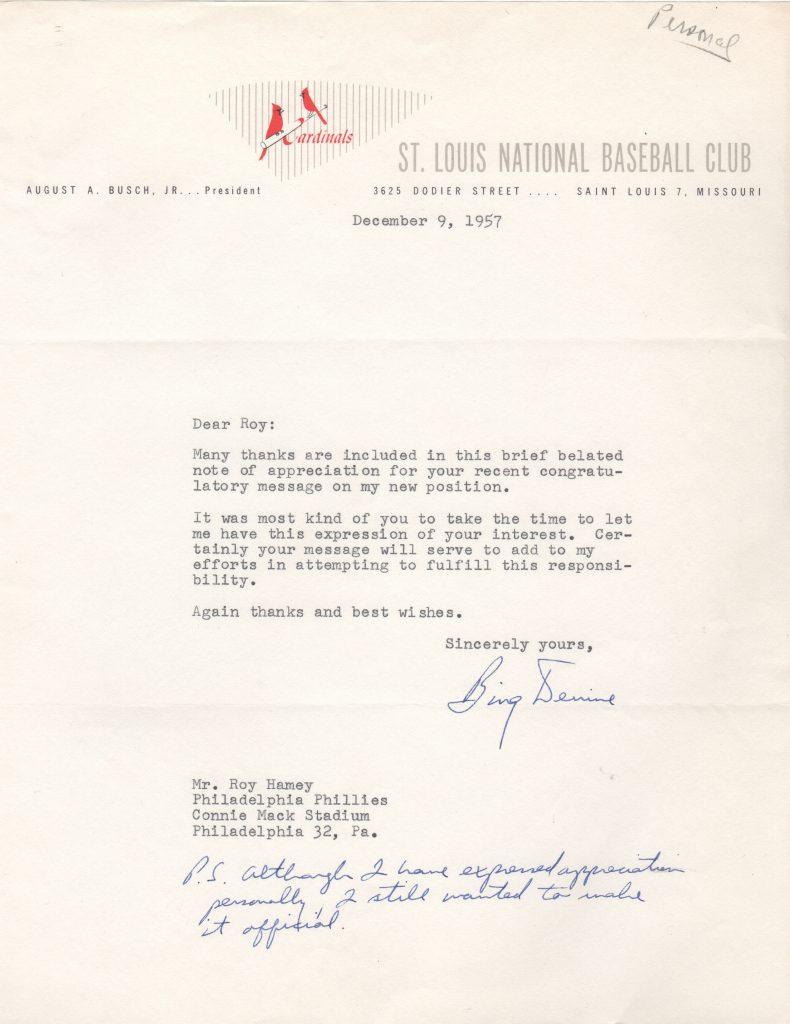 Personal
Cardinals
ST. LOUIS NATIONAL BASEBALL CLUB
AUGUST A. BUSCH, JR... President
3625 DODIER STREET .... SAINT LOUIS 7, MISSOURI
December 9, 1957
Dear Roy:
Many thanks are included in this brief belated
note of appreciation for your recent congratu-
latory message on my new position.
It was most kind of you to take the time to let
me have this expression of your interest. Cer-
tainly your message will serve to add to my
efforts in attempting to fulfill this responsi-
bility.
Again thanks and best wishes.
Sincerely yours,
Bing Devine
Mr. Roy Hamey
Philadelphia Phillies
Connie Mack Stadium
Philadelphia 32, Pa.
P.S. Although I have expressed appreciation
personally, I still wanted to make
it official.